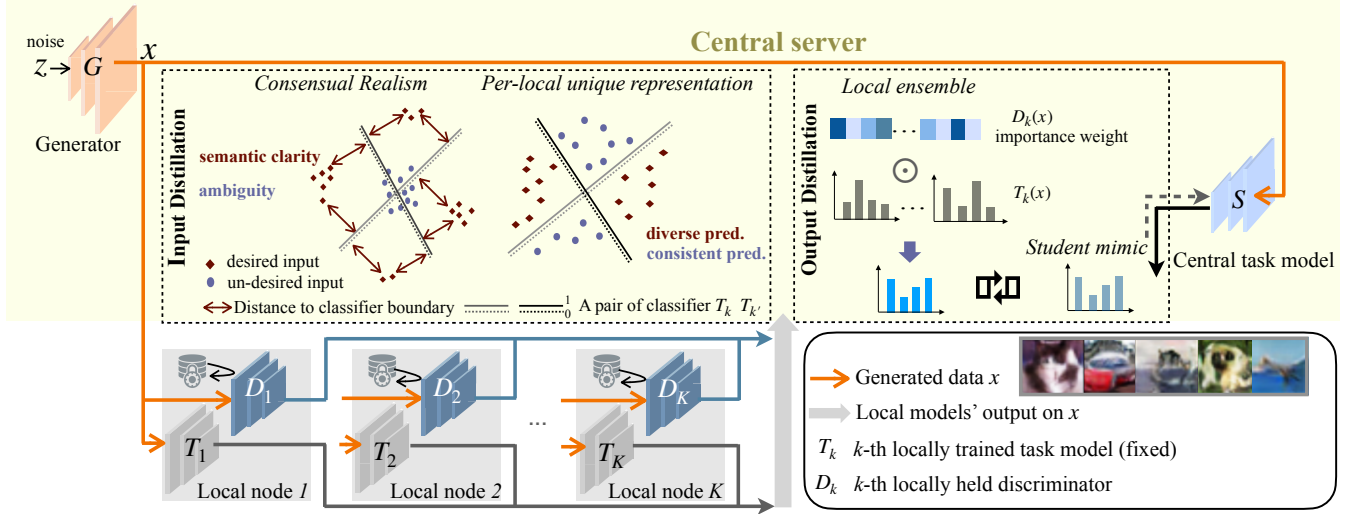 Central server
noise
z
G
x
Generator
Input Distillation
Consensual Realism
Per-local unique representation
semantic clarity
ambiguity
diverse pred.
consistent pred.
desired input
un-desired input
Distance to classifier boundary
1
0
A pair of classifier T_k T_k'
Output Distillation
Local ensemble
...
D_k(x)
importance weight
...
T_k(x)
Student mimic
S
Central task model
D_1
T_1
Local node 1
D_2
T_2
Local node 2
...
D_K
T_K
Local node K
Generated data x
Local models' output on x
T_k k-th locally trained task model (fixed)
D_k k-th locally held discriminator